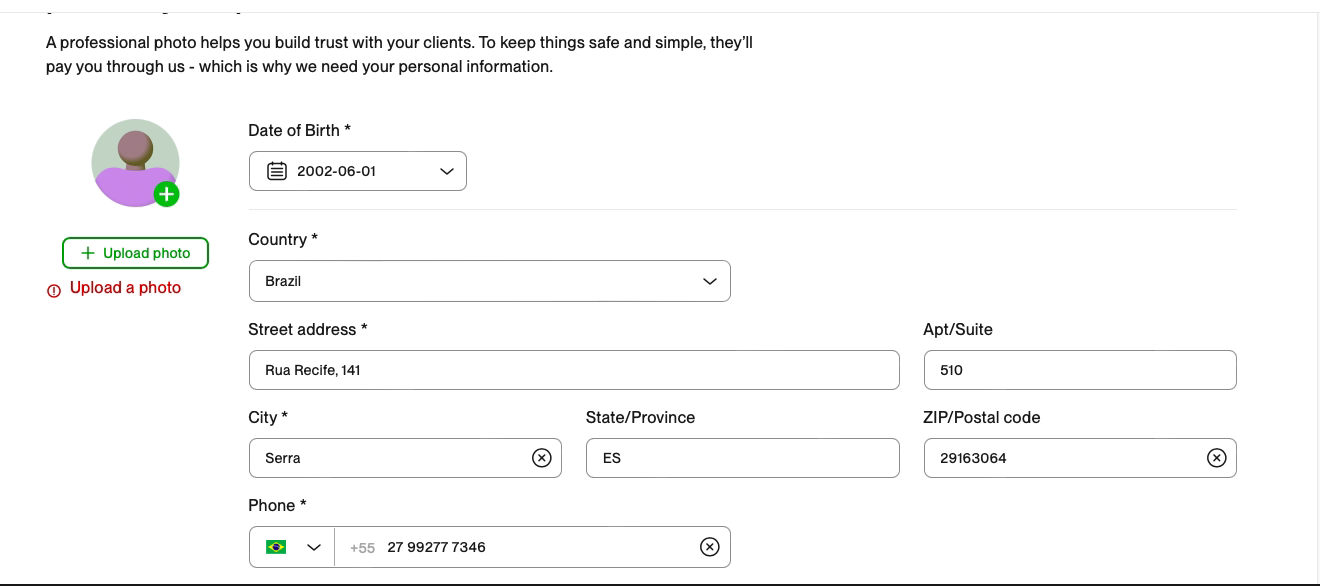 A professional photo helps you build trust with your clients. To keep things safe and simple, they’ll
pay you through us - which is why we need your personal information.
Date of Birth *
2002-06-01
Upload photo
Upload a photo
Country *
Brazil
Street address *
Apt/Suite
Rua Recife, 141
510
City *
State/Province
ZIP/Postal code
Serra
ES
29163064
Phone *
+55 27 99277 7346